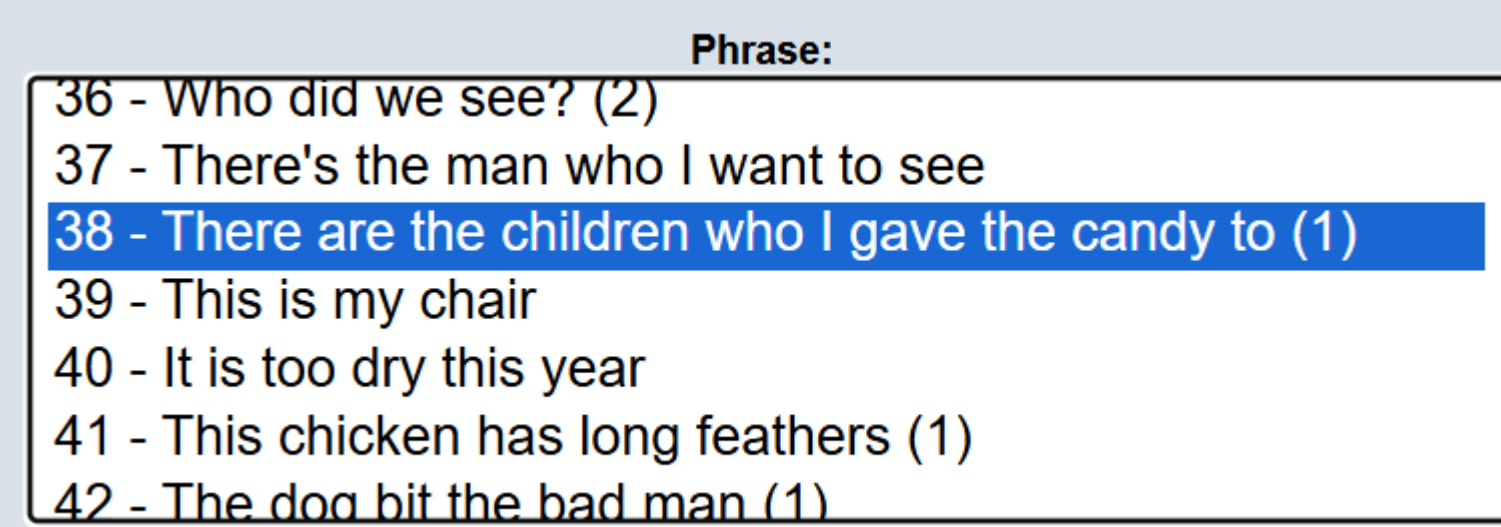 Phrase:
36 - Who did we see? (2)
37 - There's the man who I want to see
38 - There are the children who I gave the candy to (1)
39 - This is my chair
40 - It is too dry this year
41 - This chicken has long feathers (1)
42 - The dog bit the bad man (1)